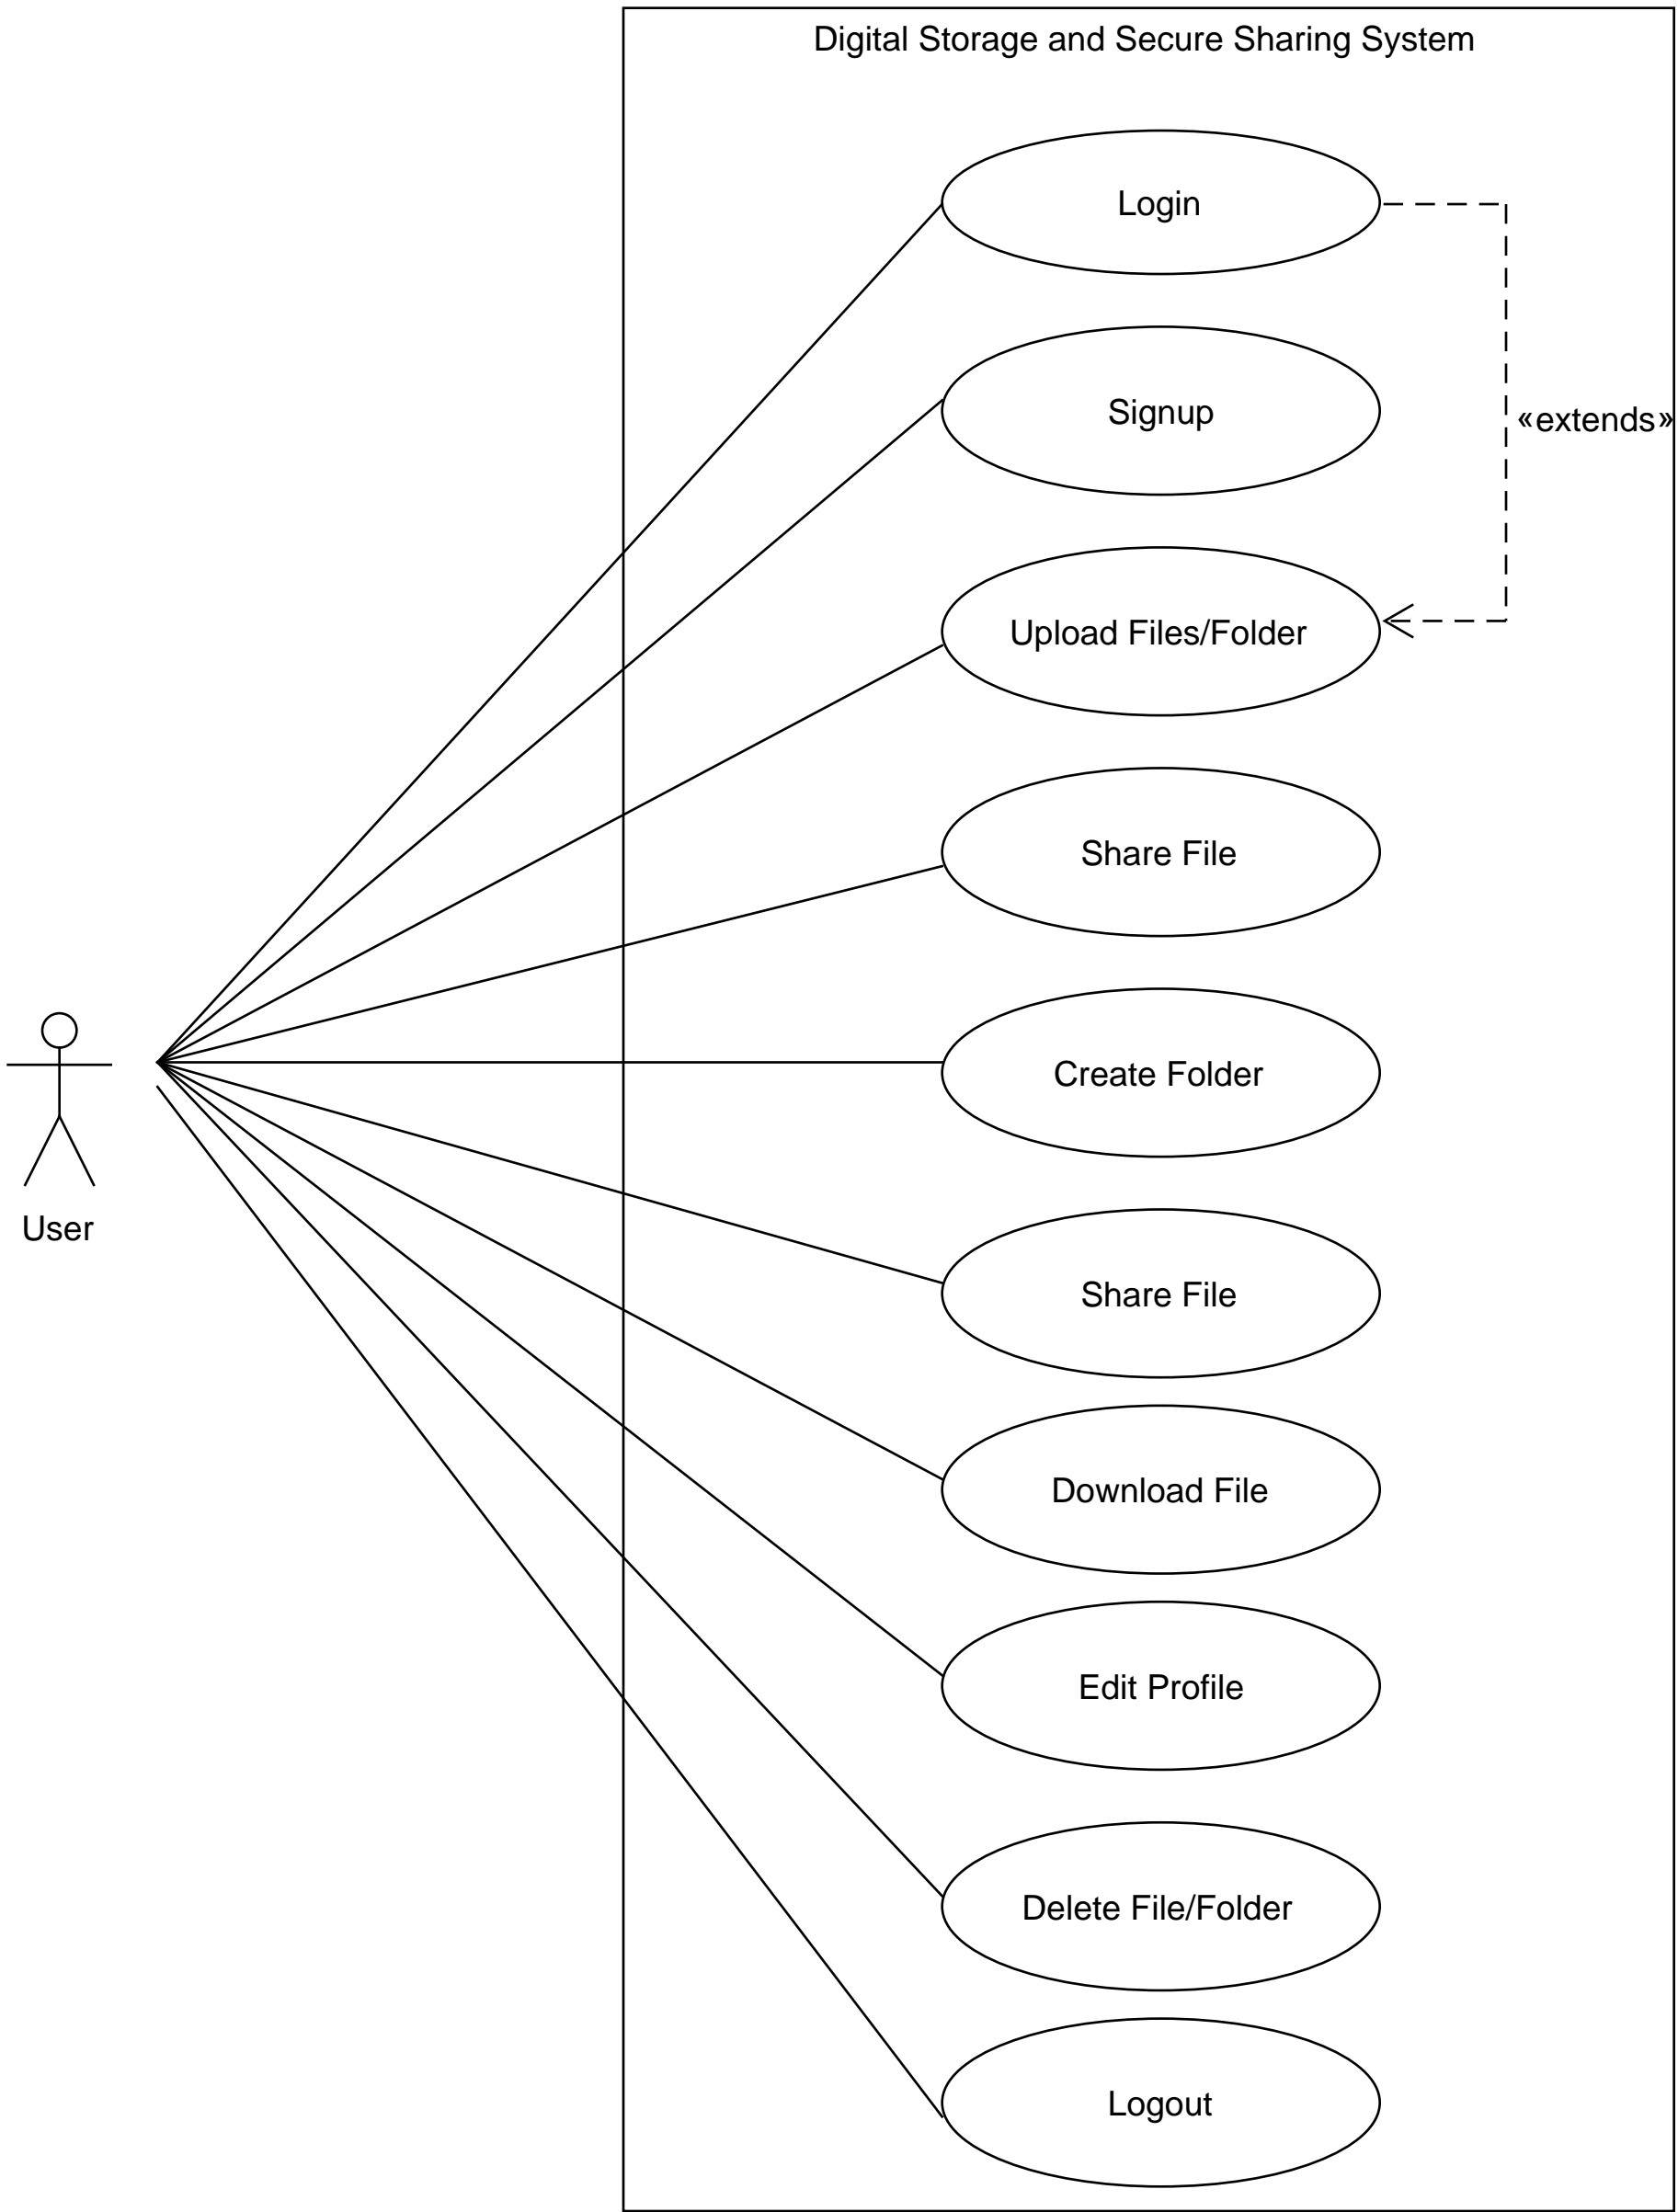 Digital Storage and Secure Sharing System
Login
Signup
«extends»
Upload Files/Folder
Share File
Create Folder
User
Share File
Download File
Edit Profile
Delete File/Folder
Logout